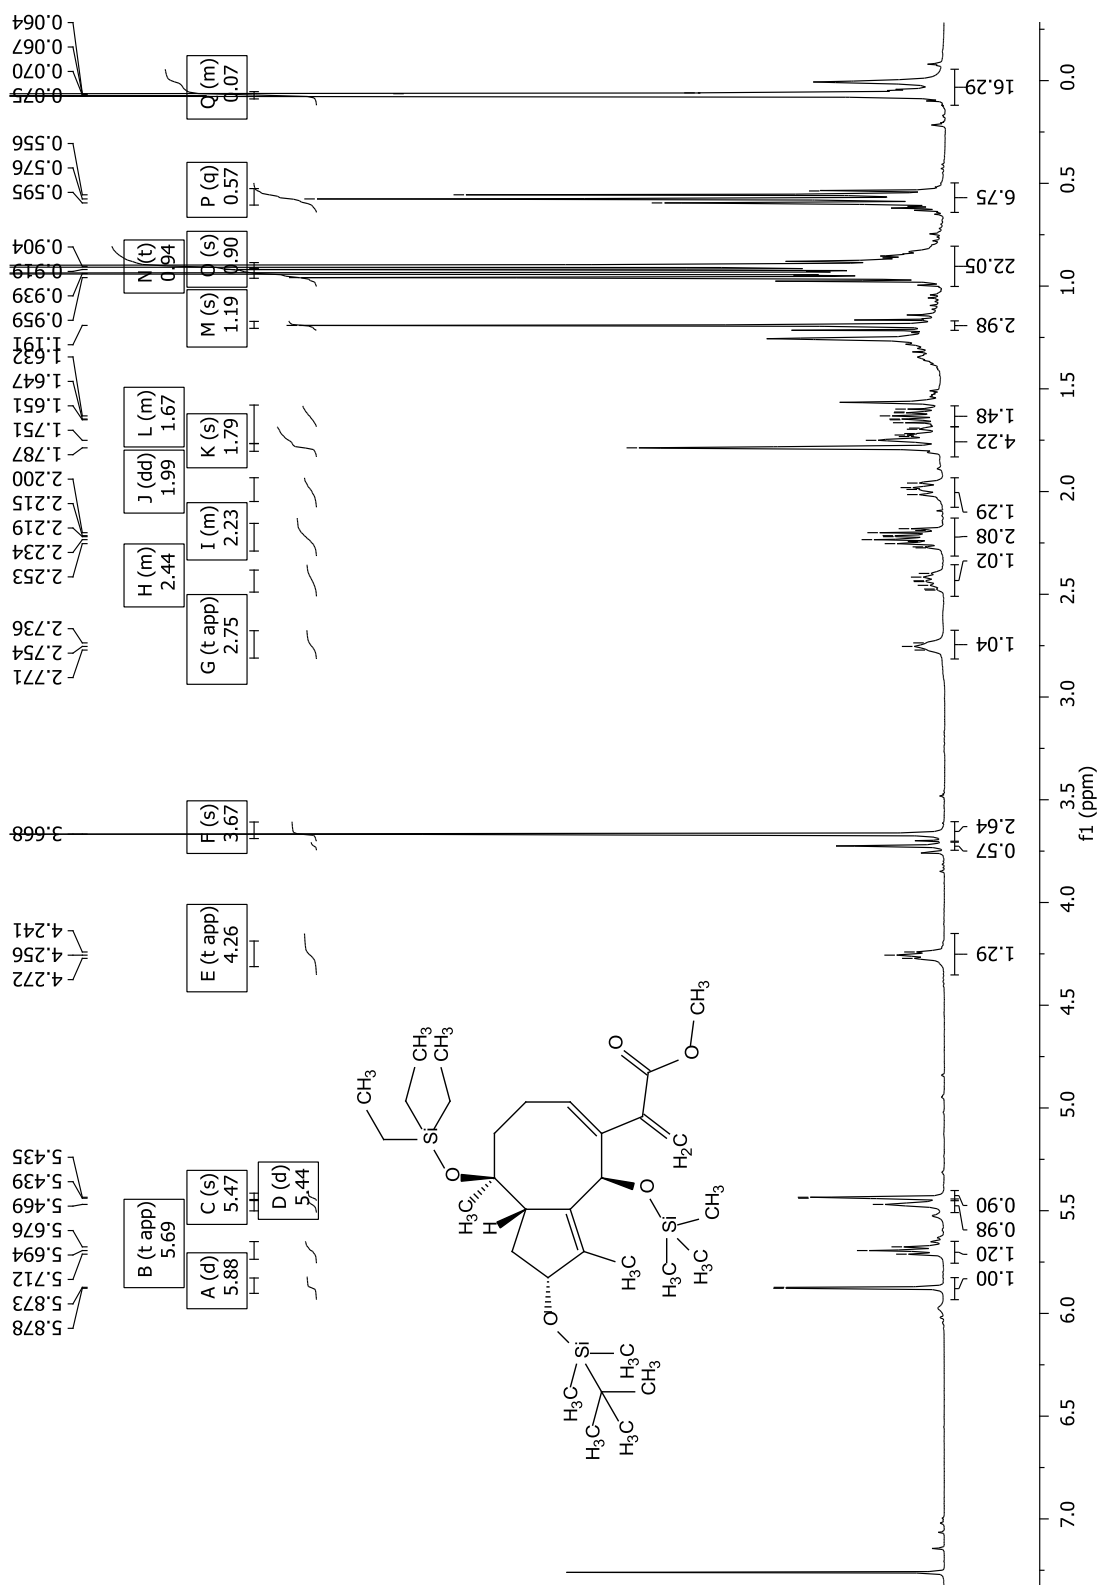 5.878
5.873
5.712
5.694
5.676
5.469
5.439
5.435
4.272
4.256
4.241
3.668
2.771
2.754
2.736
2.253
2.234
2.219
2.215
2.200
1.787
1.751
1.651
1.647
1.632
1.191
0.959
0.939
0.919
0.904
0.595
0.576
0.556
0.075
0.070
0.067
0.064
A (d)
5.88
B (t app)
5.69
C (s)
5.47
D (d)
5.44
E (t app)
4.26
F (s)
3.67
G (t app)
2.75
H (m)
2.44
I (m)
2.23
J (dd)
1.99
K (s)
1.79
L (m)
1.67
M (s)
1.19
N (t)
0.94
O (s)
0.90
P (q)
0.57
Q (m)
0.07
CH3
CH3
CH3
Si
O
H3C
H
O
O
CH3
H2C
O
Si
CH3
H3C
H3C
H3C
O
Si
H3C
H3C
CH3
H3C
H3C
1.00
1.20
0.98
0.90
1.29
0.57
2.64
1.04
1.02
2.08
1.29
4.22
1.48
2.98
22.05
6.75
16.29
7.0
6.5
6.0
5.5
5.0
4.5
4.0
3.5
3.0
2.5
2.0
1.5
1.0
0.5
0.0
f1 (ppm)